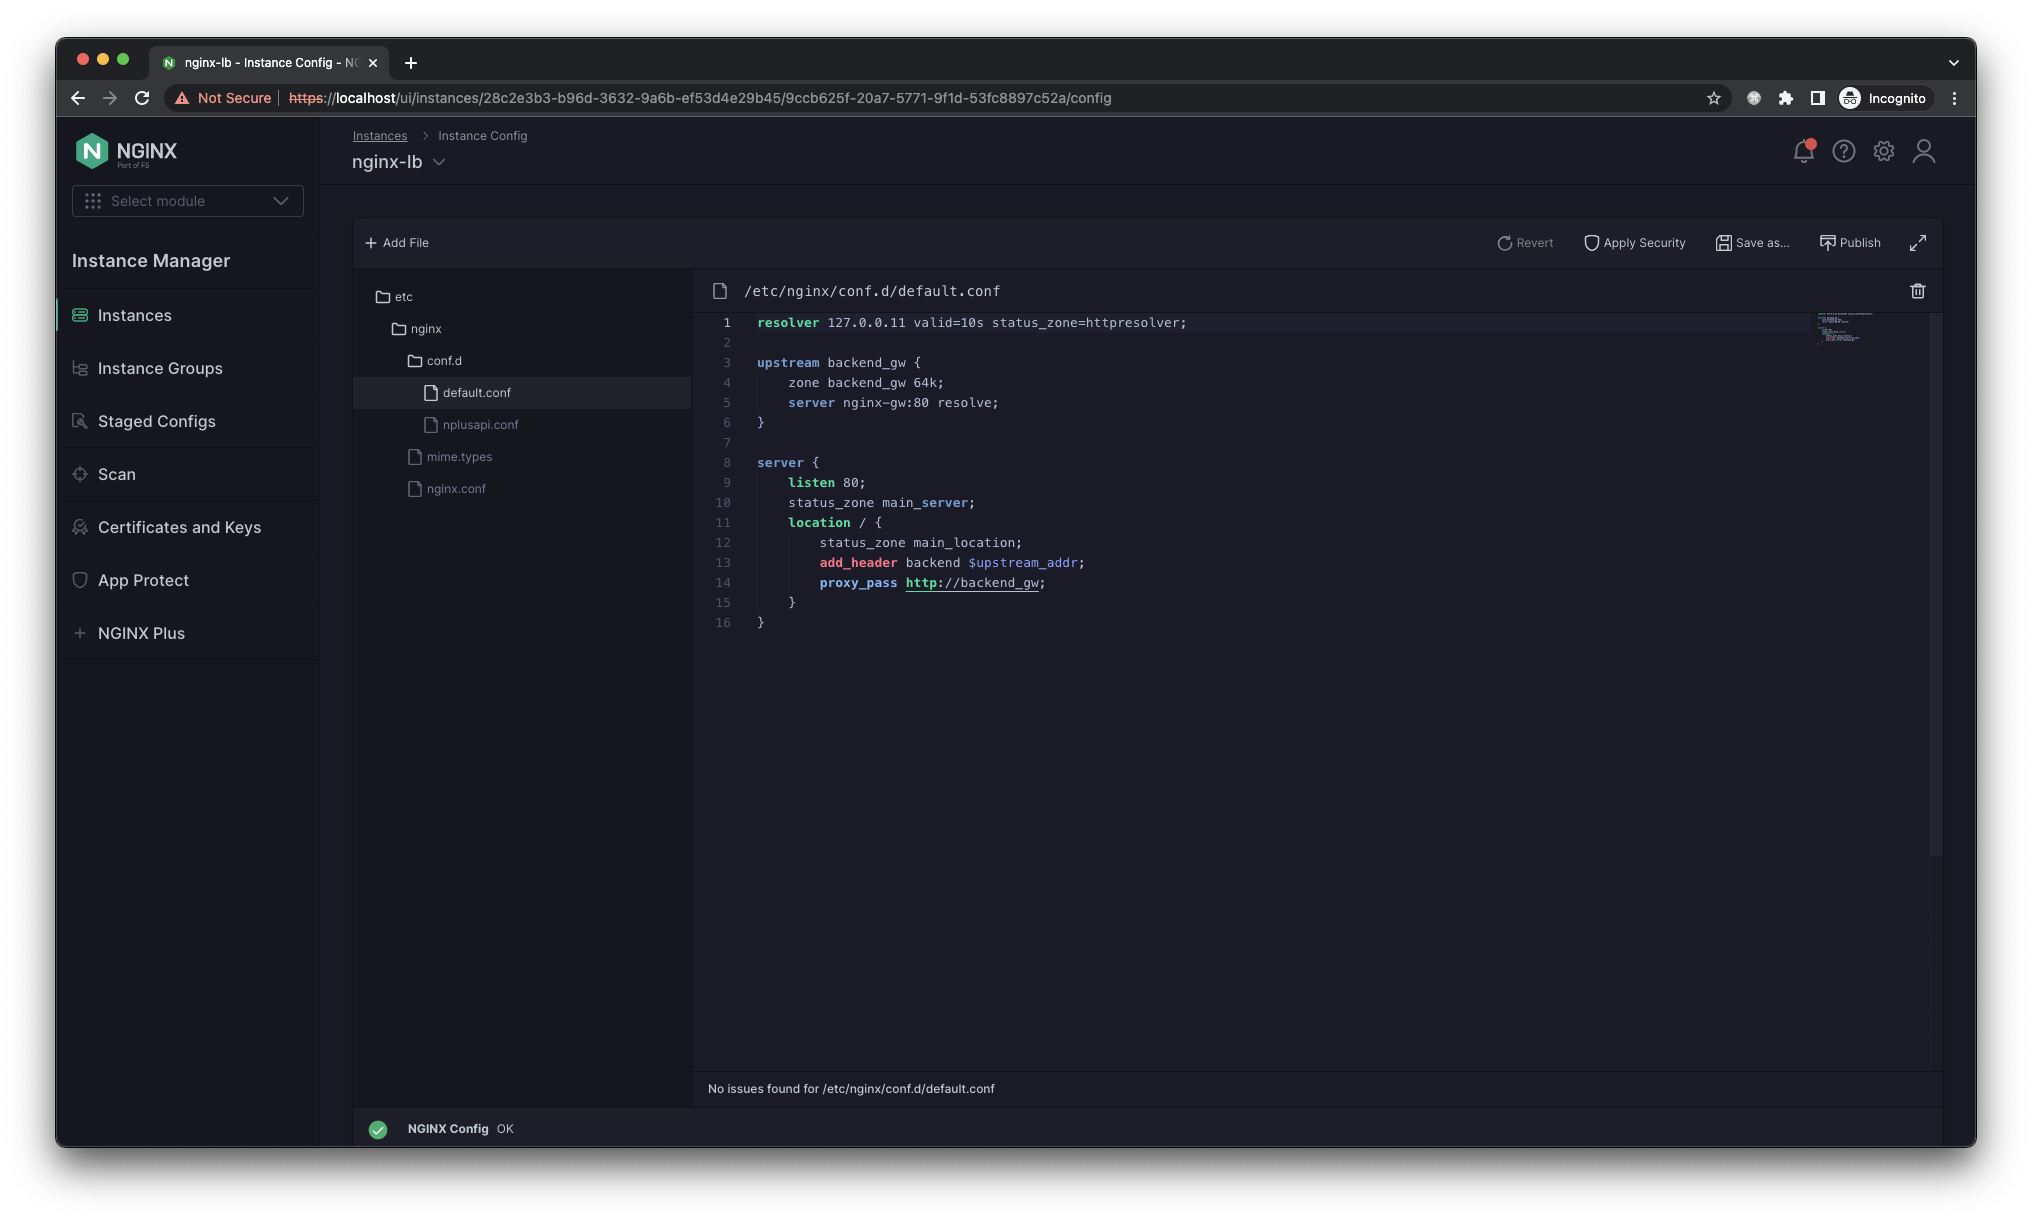 nginx-lb - Instance Config - NG
Not Secure
https://localhost/ui/instances/28c2e3b3-b96d-3632-9a6b-ef53d4e29b45/9ccb625f-20a7-5771-9f1d-53fc8897c52a/config
Incognito
NGINX
Part of F5
Select module
Instance Manager
Instances
Instance Groups
Staged Configs
Scan
Certificates and Keys
App Protect
NGINX Plus
Instances > Instance Config
nginx-lb
Add File
Revert
Apply Security
Save as...
Publish
etc
nginx
conf.d
default.conf
nplusapi.conf
mime.types
nginx.conf
/etc/nginx/conf.d/default.conf
1 resolver 127.0.0.11 valid=10s status_zone=httpresolver;
2
3 upstream backend_gw {
4     zone backend_gw 64k;
5     server nginx-gw:80 resolve;
6 }
7
8 server {
9     listen 80;
10     status_zone main_server;
11     location / {
12         status_zone main_location;
13         add_header backend $upstream_addr;
14         proxy_pass http://backend_gw;
15     }
16 }
No issues found for /etc/nginx/conf.d/default.conf
NGINX Config OK